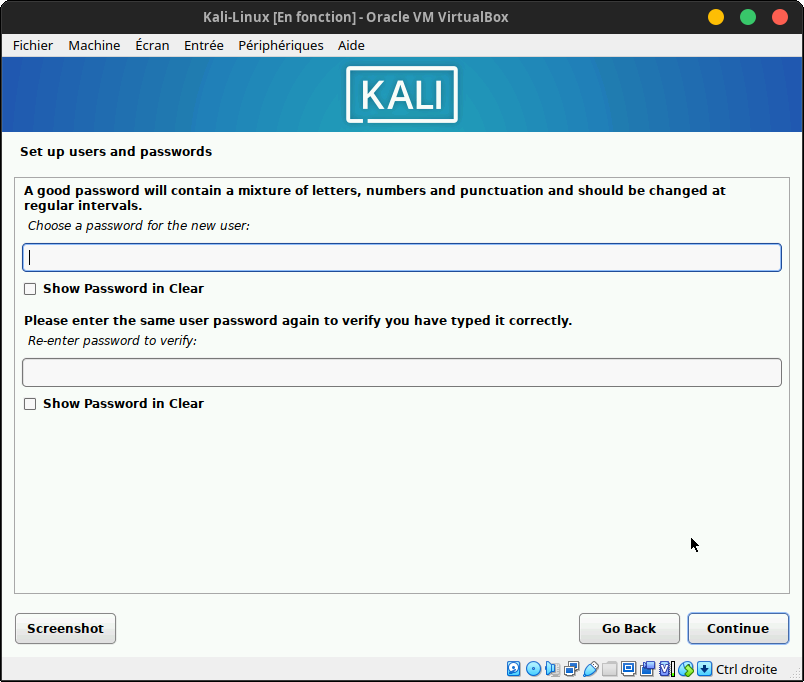 Kali-Linux [En fonction] - Oracle VM VirtualBox
Fichier Machine Écran Entrée Périphériques Aide
KALI
Set up users and passwords
A good password will contain a mixture of letters, numbers and punctuation and should be changed at
regular intervals.
Choose a password for the new user:
Show Password in Clear
Please enter the same user password again to verify you have typed it correctly.
Re-enter password to verify:
Show Password in Clear
Screenshot Go Back Continue
Ctrl droite